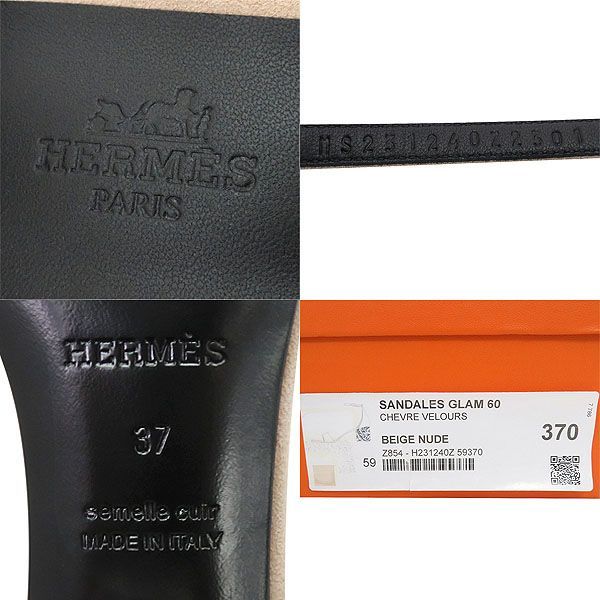 HERMÈS
PARIS
MS23124022301
HERMÈS
37
semelle cuir
MADE IN ITALY
SANDALES GLAM 60
CHEVRE VELOURS
BEIGE NUDE
370
59
Z854 - H231240Z 59370